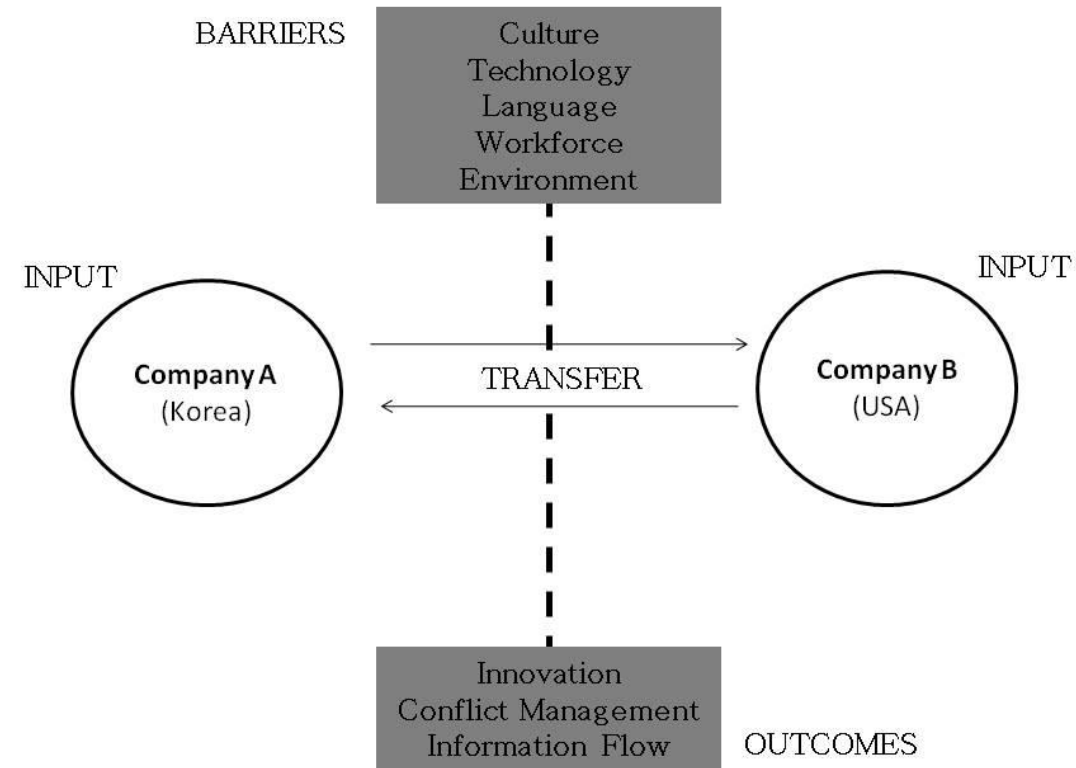 BARRIERS
Culture
Technology
Language
Workforce
Environment
INPUT
INPUT
Company A
(Korea)
TRANSFER
Company B
(USA)
Innovation
Conflict Management
Information Flow
OUTCOMES